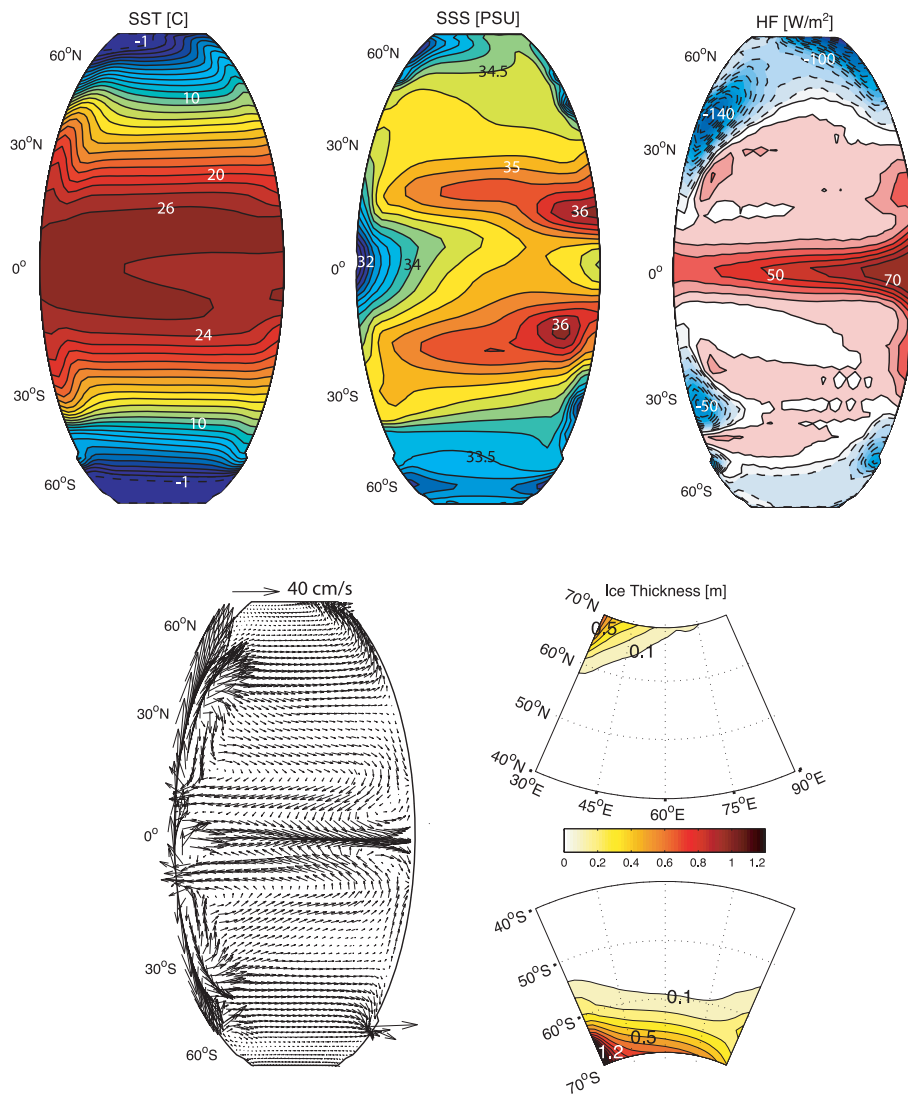 SST [C]
SSS [PSU]
HF [W/m²]
60°N
30°N
0°
30°S
60°S
-1
10
20
26
24
10
-1
60°N
30°N
0°
30°S
60°S
34.5
35
36
32
34
36
33.5
60°N
30°N
0°
30°S
60°S
-100
-140
50
70
-50
40 cm/s
60°N
30°N
0°
30°S
60°S
Ice Thickness [m]
70°N
60°N
50°N
40°N
30°E
45°E
60°E
75°E
90°E
0.5
0.1
0
0.2
0.4
0.6
0.8
1
1.2
40°S
50°S
60°S
70°S
0.1
0.5
1.2